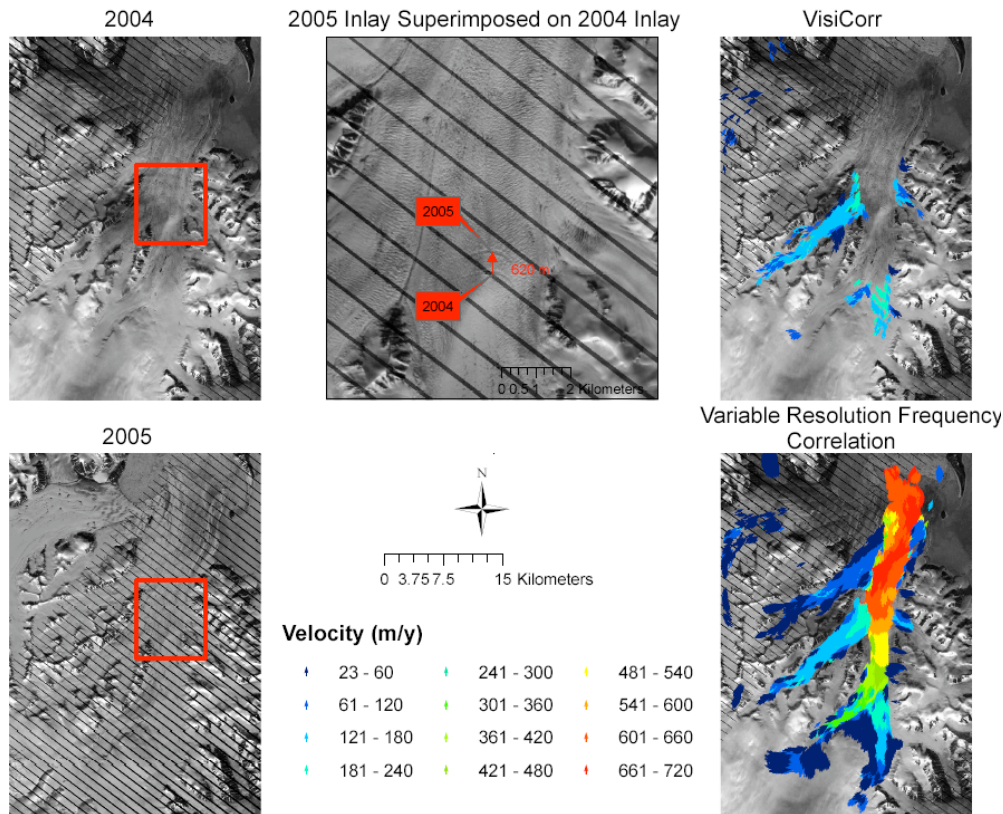 2004
2005 Inlay Superimposed on 2004 Inlay
VisiCorr
2005
620 m
2004
0 0.5 1 2 Kilometers
2005
Variable Resolution Frequency
Correlation
N
0 3.75 7.5 15 Kilometers
Velocity (m/y)
23 - 60
61 - 120
121 - 180
181 - 240
241 - 300
301 - 360
361 - 420
421 - 480
481 - 540
541 - 600
601 - 660
661 - 720